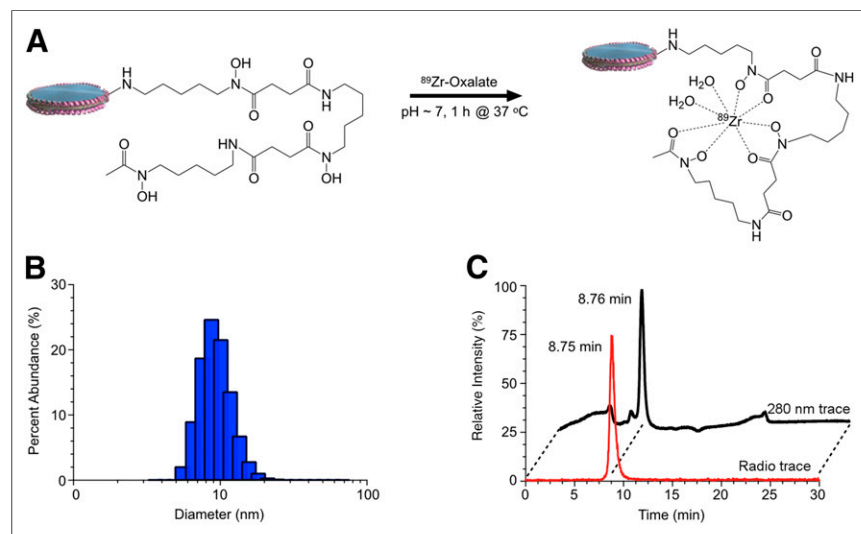 A
H
N
OH
N
O
O
N
H
H
N
O
O
N
OH
O
N
OH
⁸⁹Zr-Oxalate
pH ~ 7, 1 h @ 37 °C
H
N
H₂O
H₂O
⁸⁹Zr
O
N
O
O
NH
O
N
O
O
N
O
O
N
H
B
Percent Abundance (%)
30
20
10
0
0
10
100
Diameter (nm)
C
Relative Intensity (%)
100
75
50
25
0
8.76 min
8.75 min
280 nm trace
Radio trace
0
5
10
15
20
25
30
Time (min)